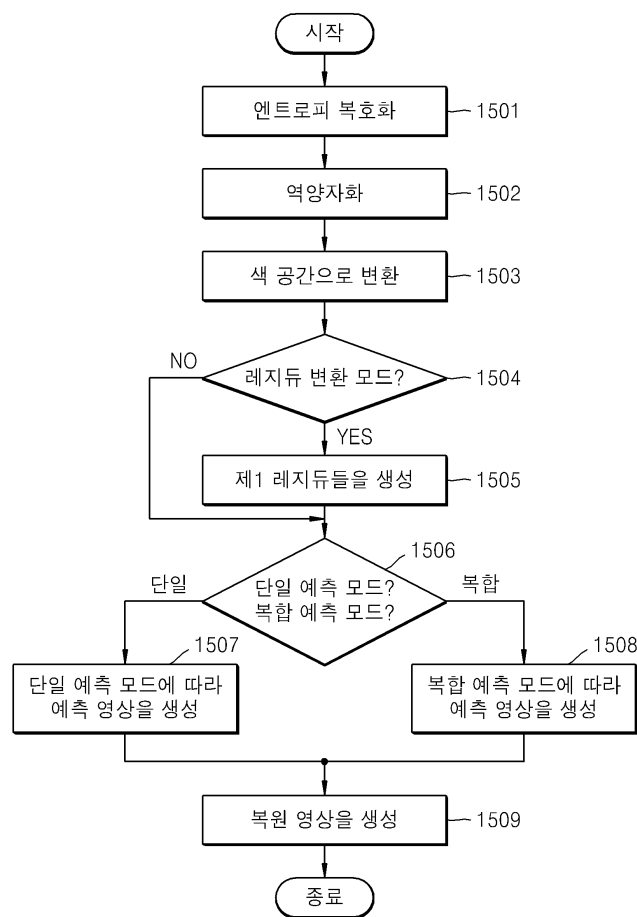 시작
엔트로피 복호화
1501
역양자화
1502
색 공간으로 변환
1503
NO
레지듀 변환 모드?
1504
YES
제1 레지듀들을 생성
1505
1506
단일
단일 예측 모드?
복합 예측 모드?
복합
1507
단일 예측 모드에 따라
예측 영상을 생성
1508
복합 예측 모드에 따라
예측 영상을 생성
복원 영상을 생성
1509
종료